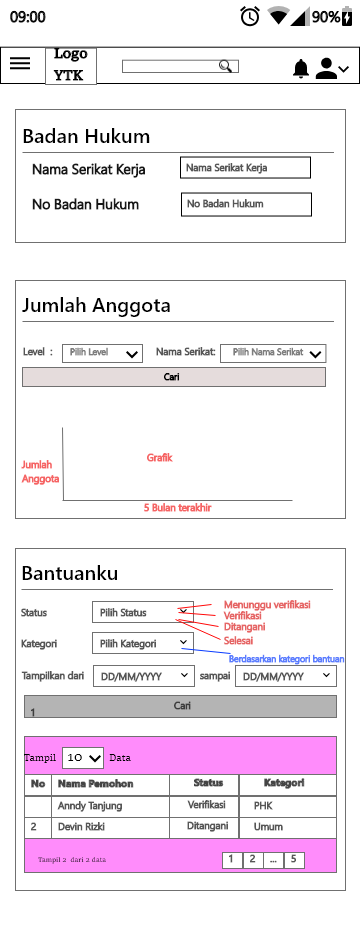 09:00
90%
Logo
YTK
Badan Hukum
Nama Serikat Kerja
Nama Serikat Kerja
No Badan Hukum
No Badan Hukum
Jumlah Anggota
Level : Pilih Level Nama Serikat: Pilih Nama Serikat
Cari
Grafik
Jumlah
Anggota
5 Bulan terakhir
Bantuanku
Status Pilih Status
Menunggu verifikasi
Verifikasi
Ditangani
Selesai
Kategori Pilih Kategori
Berdasarkan kategori bantuan
Tampilkan dari DD/MM/YYYY sampai DD/MM/YYYY
Cari
1
Tampil 10 Data
No Nama Pemohon Status Kategori
Anndy Tanjung Verifikasi PHK
2 Devin Rizki Ditangani Umum
Tampil 2 dari 2 data
1 2 ... 5